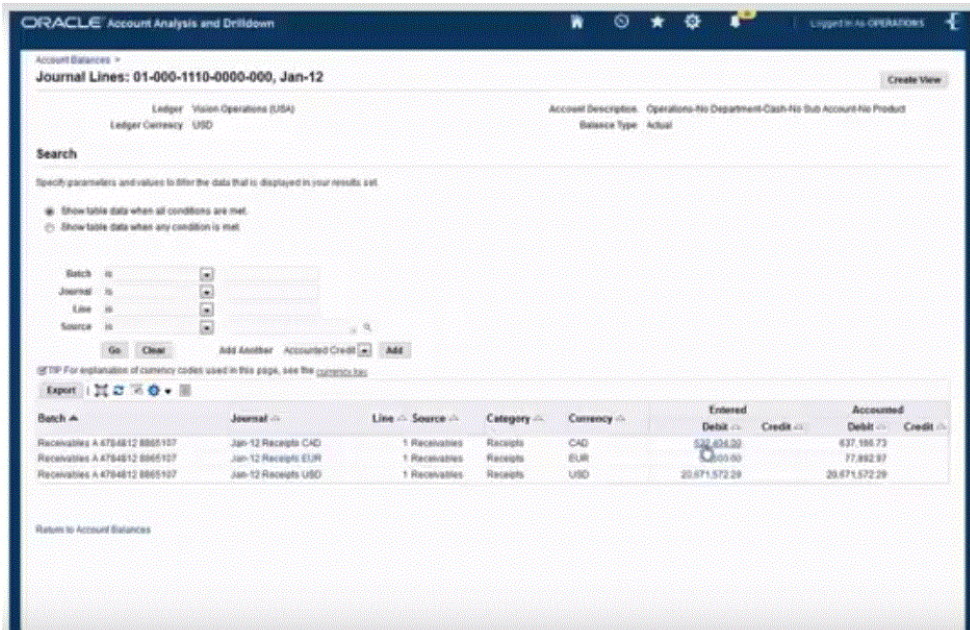 ORACLE Account Analysis and Drilldown
Logged In As OPERATIONS
Account Balances >
Journal Lines: 01-000-1110-0000-000, Jan-12
Create View
Ledger Vision Operations (USA)
Account Description Operations-No Department-Cash-No Sub Account-No Product
Ledger Currency USD
Balance Type Actual
Search
Specify parameters and values to filter the data that is displayed in your results set.
Show table data when all conditions are met.
Show table data when any condition is met.
Batch is
Journal is
Line is
Source is
Go Clear Add Another Accounted Credit Add
TIP For explanation of currency codes used in this page, see the currency key
Export
Entered Accounted
Batch Journal Line Source Category Currency Debit Credit Debit Credit
Receivables A 4784812 8865107 Jan-12 Receipts CAD 1 Receivables Receipts CAD 637,166.73
Receivables A 4784812 8865107 Jan-12 Receipts EUR 1 Receivables Receipts EUR 77,892.97
Receivables A 4784812 8865107 Jan-12 Receipts USD 1 Receivables Receipts USD 20,671,572.29 20,671,572.29
Return to Account Balances